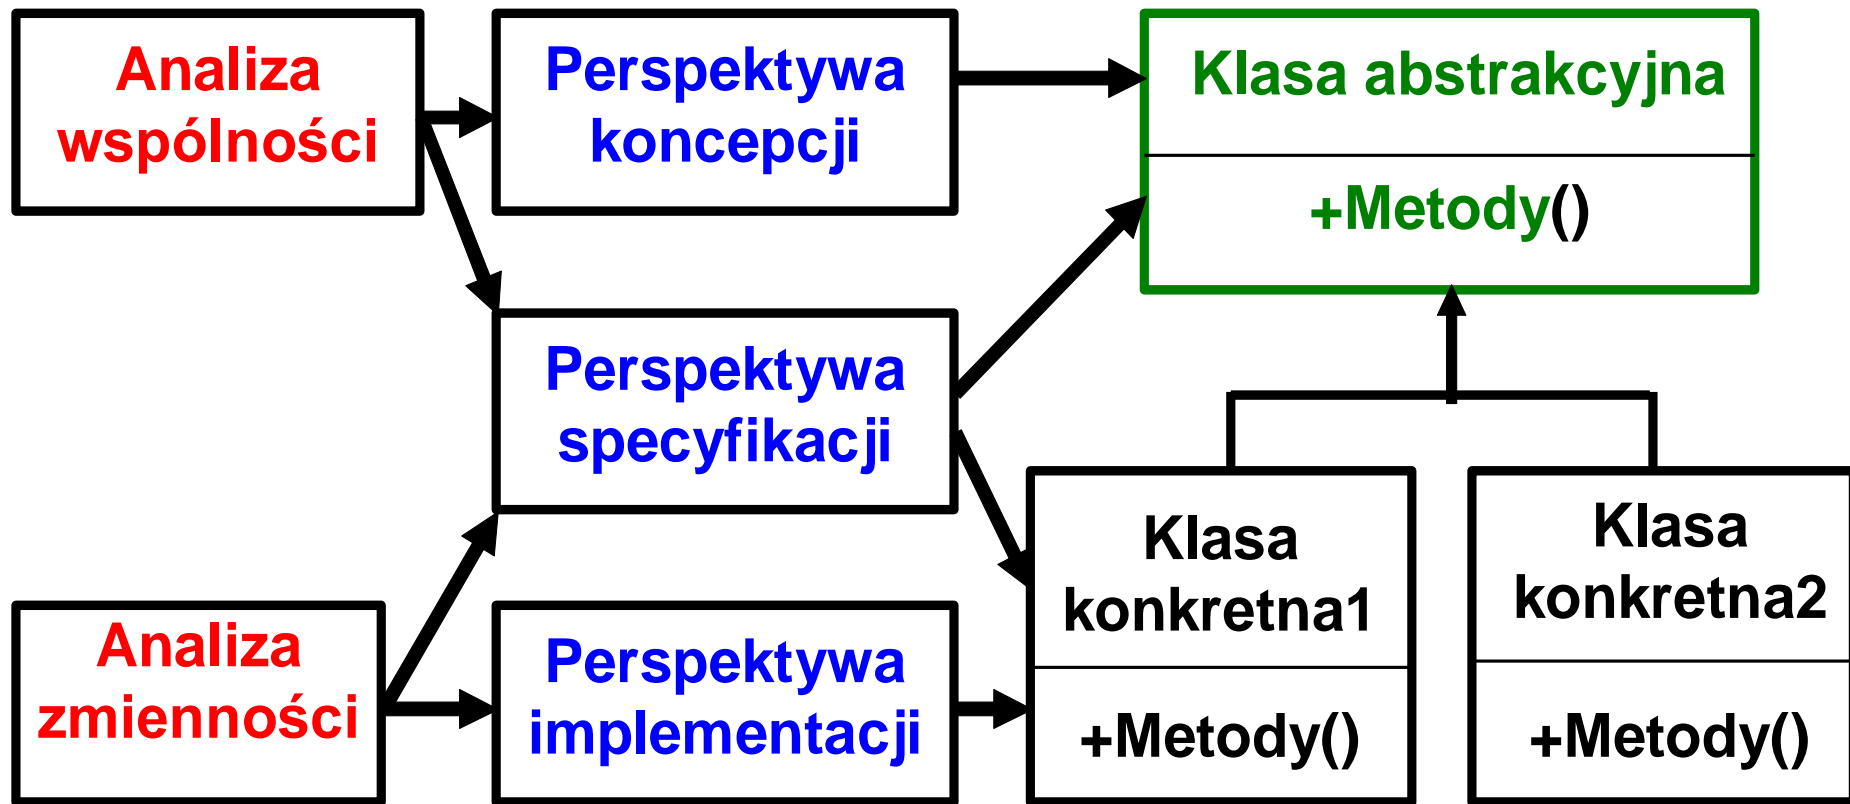 Analiza
wspólności
Perspektywa
koncepcji
Klasa abstrakcyjna
+Metody()
Perspektywa
specyfikacji
Analiza
zmienności
Perspektywa
implementacji
Klasa
konkretna1
+Metody()
Klasa
konkretna2
+Metody()